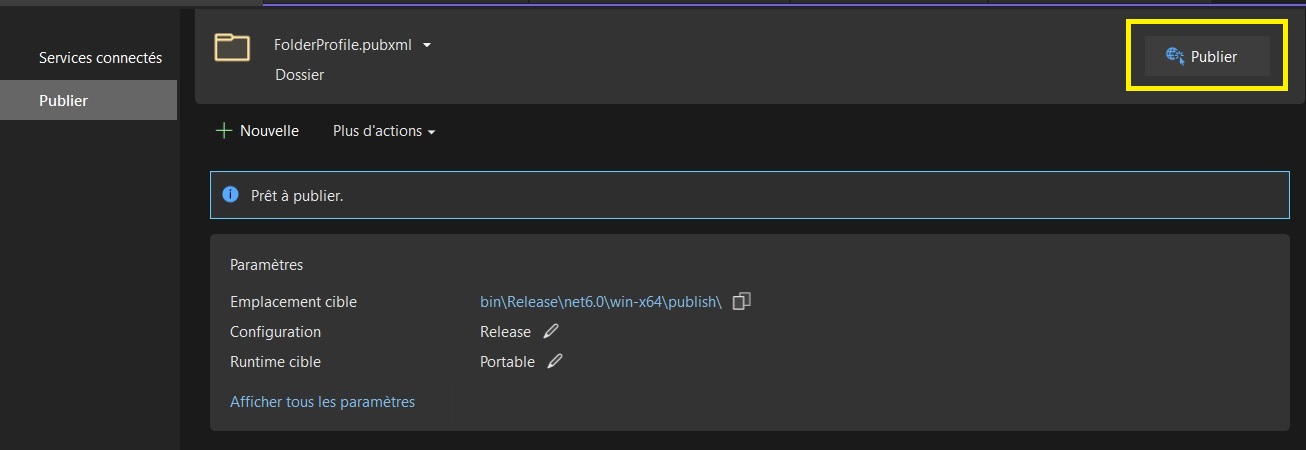 Services connectés
Publier
FolderProfile.pubxml
Dossier
Publier
Nouvelle Plus d'actions
Prêt à publier.
Paramètres
Emplacement cible bin\Release\net6.0\win-x64\publish\
Configuration Release
Runtime cible Portable
Afficher tous les paramètres